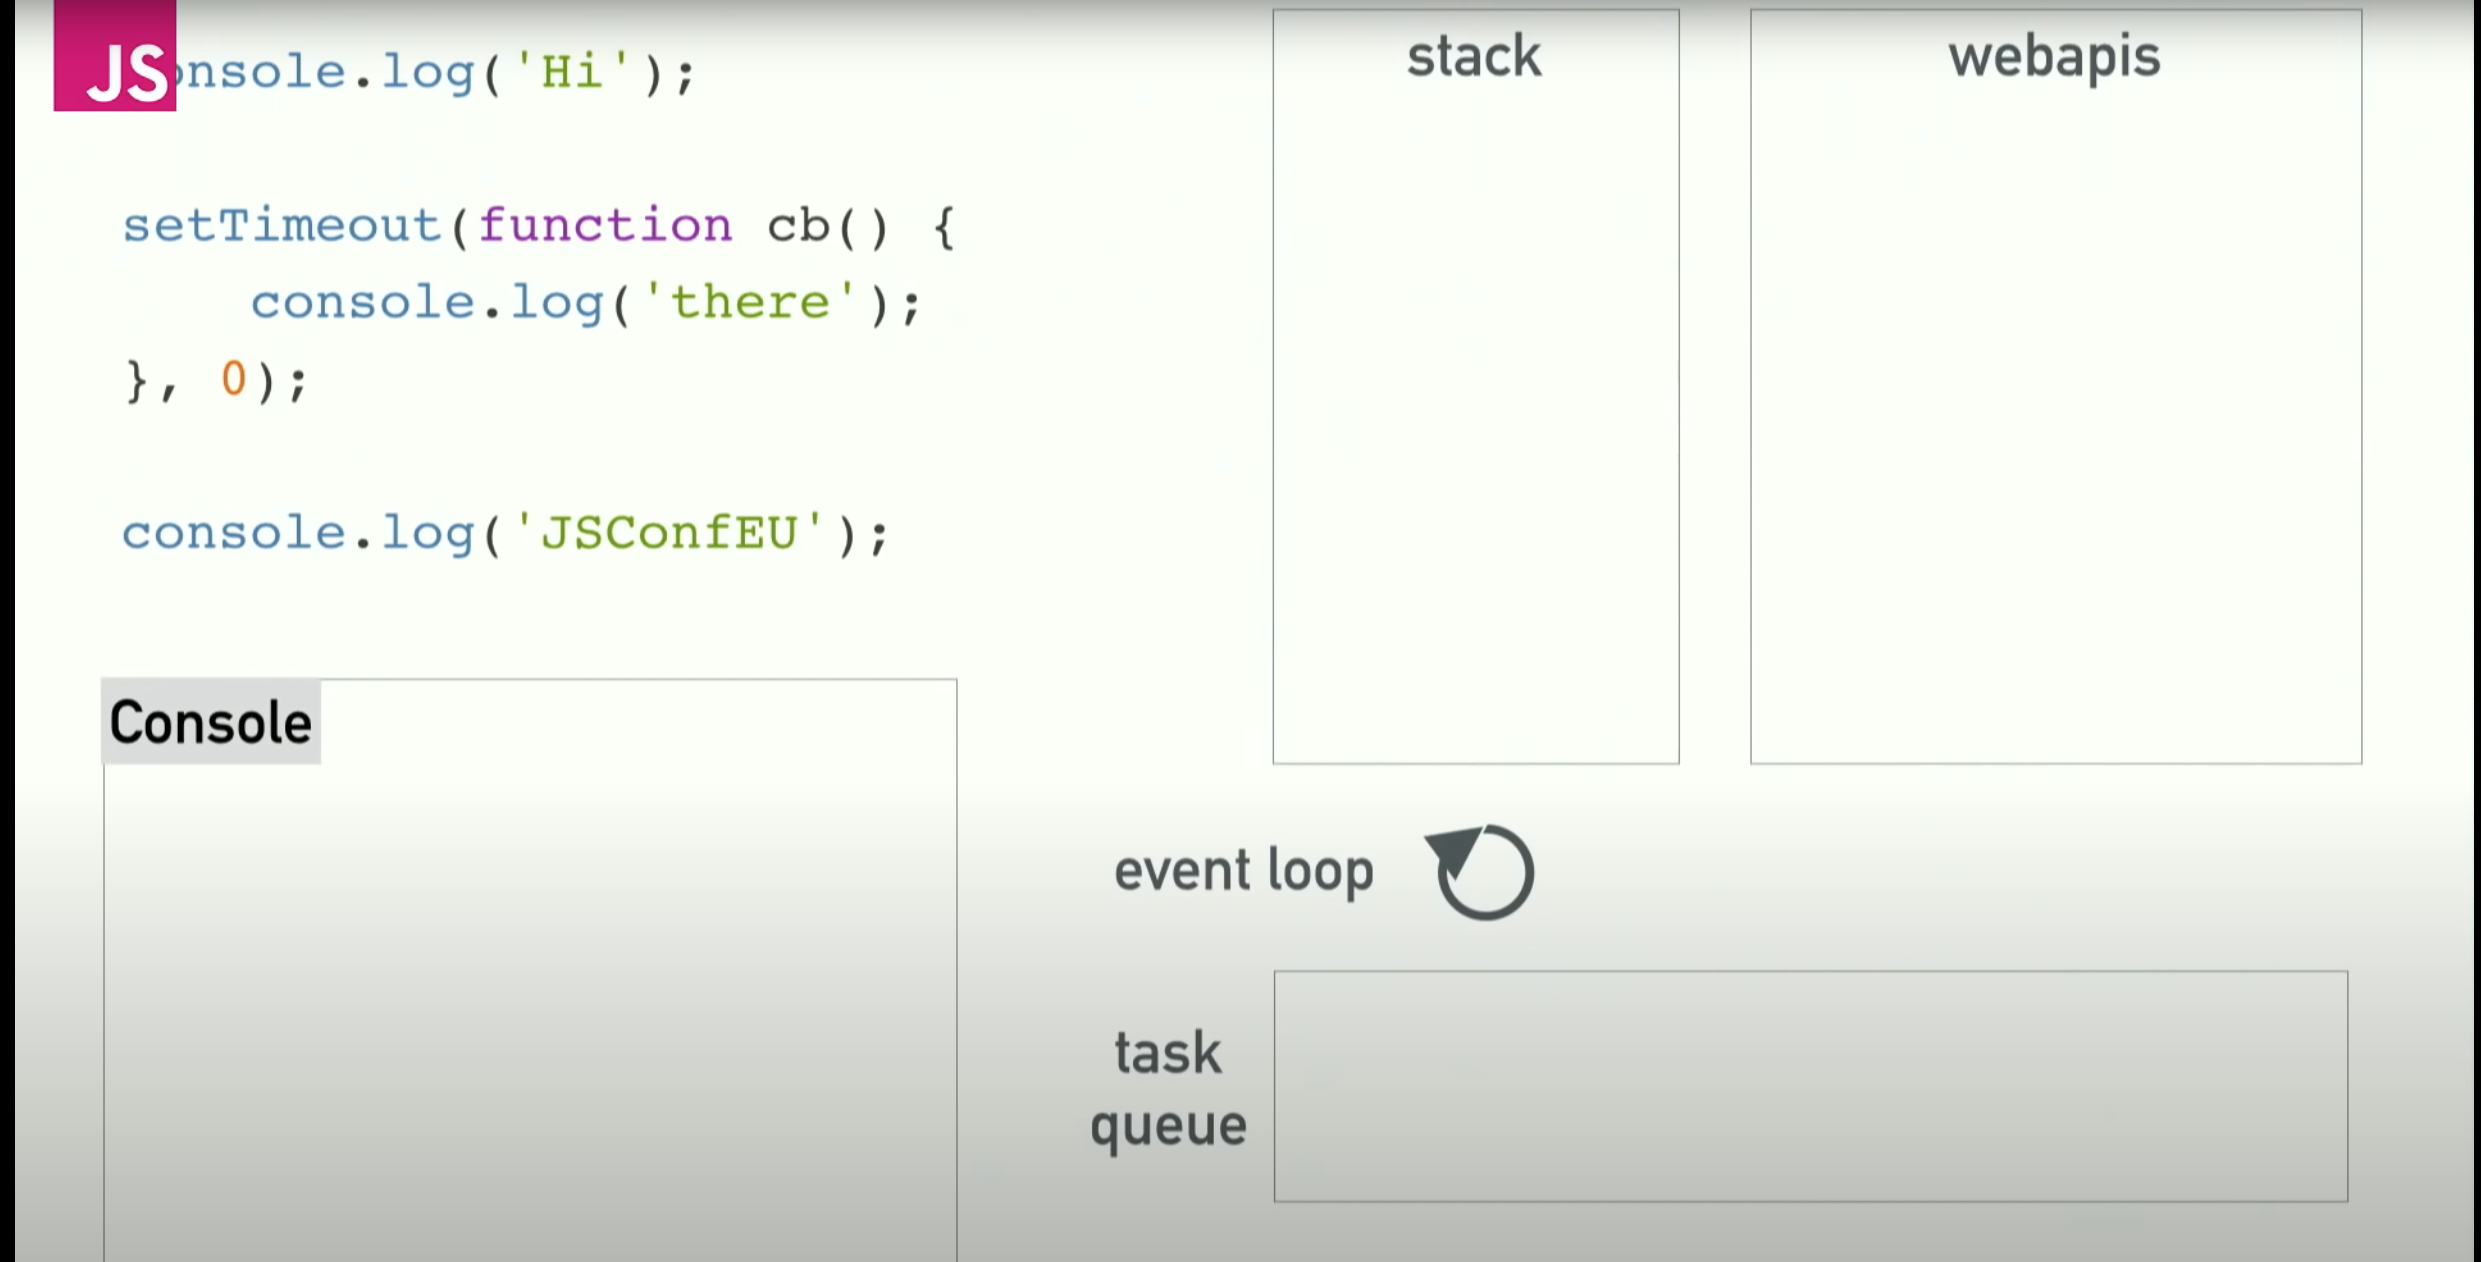 JS
onsole.log('Hi');
setTimeout(function cb() {
    console.log('there');
}, 0);
console.log('JSConfEU');
Console
stack
webapis
event loop
task
queue